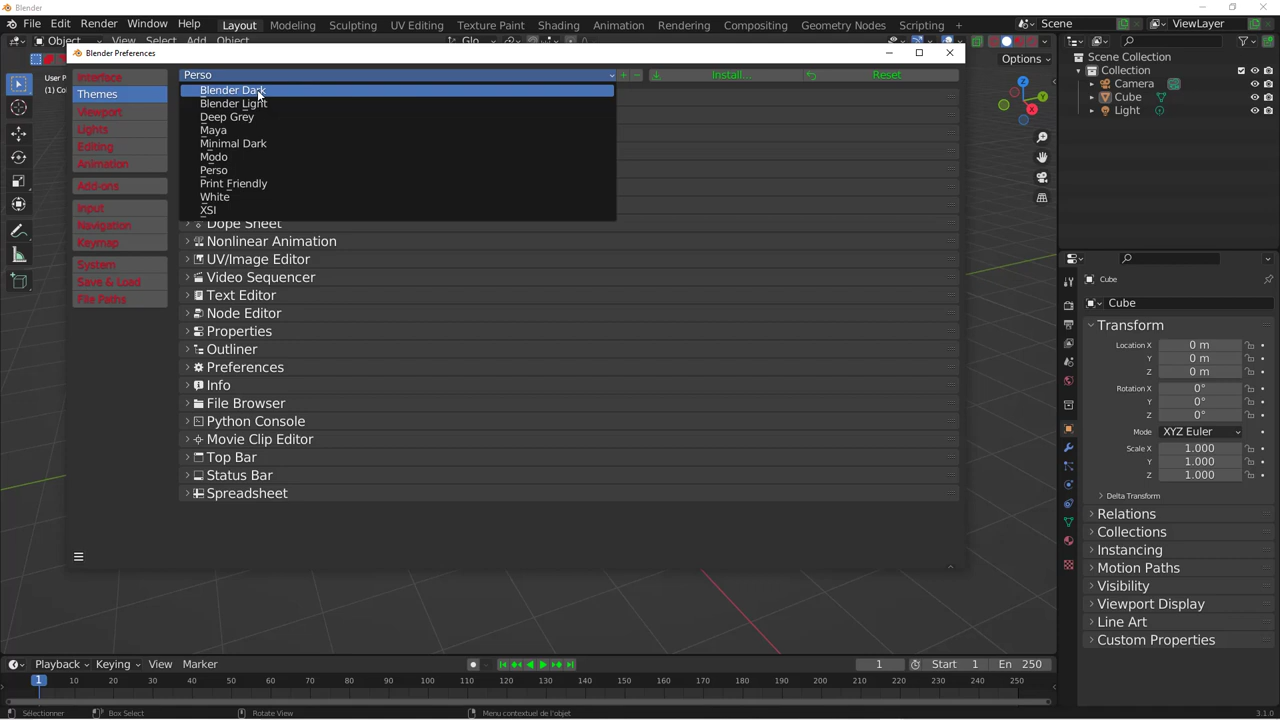 Blender
File Edit Render Window Help Layout Modeling Sculpting UV Editing Texture Paint Shading Animation Rendering Compositing Geometry Nodes Scripting + Scene ViewLayer
Object Select Add Object Glo
Options
Blender Preferences
User P
(1) Col
Interface
Themes
Viewport
Lights
Editing
Animation
Add-ons
Input
Navigation
Keymap
System
Save & Load
File Paths
Perso + − Install... Reset
Blender Dark
Blender Light
Deep Grey
Maya
Minimal Dark
Modo
Perso
Print Friendly
White
XSI
Dope Sheet
Nonlinear Animation
UV/Image Editor
Video Sequencer
Text Editor
Node Editor
Properties
Outliner
Preferences
Info
File Browser
Python Console
Movie Clip Editor
Top Bar
Status Bar
Spreadsheet
Z
Y
X
Scene Collection
Collection
Camera
Cube
Light
Cube
Cube
Transform
Location X 0 m
Y 0 m
Z 0 m
Rotation X 0°
Y 0°
Z 0°
Mode XYZ Euler
Scale X 1.000
Y 1.000
Z 1.000
Delta Transform
Relations
Collections
Instancing
Motion Paths
Visibility
Viewport Display
Line Art
Custom Properties
Playback Keying View Marker 1 Start 1 En 250
1 10 20 30 40 50 60 70 80 90 100 110 120 130 140 150 160 170 180 190 200 210 220 230 240 250
Sélectionner Box Select Rotate View Menu contextuel de l'objet 3.1.0